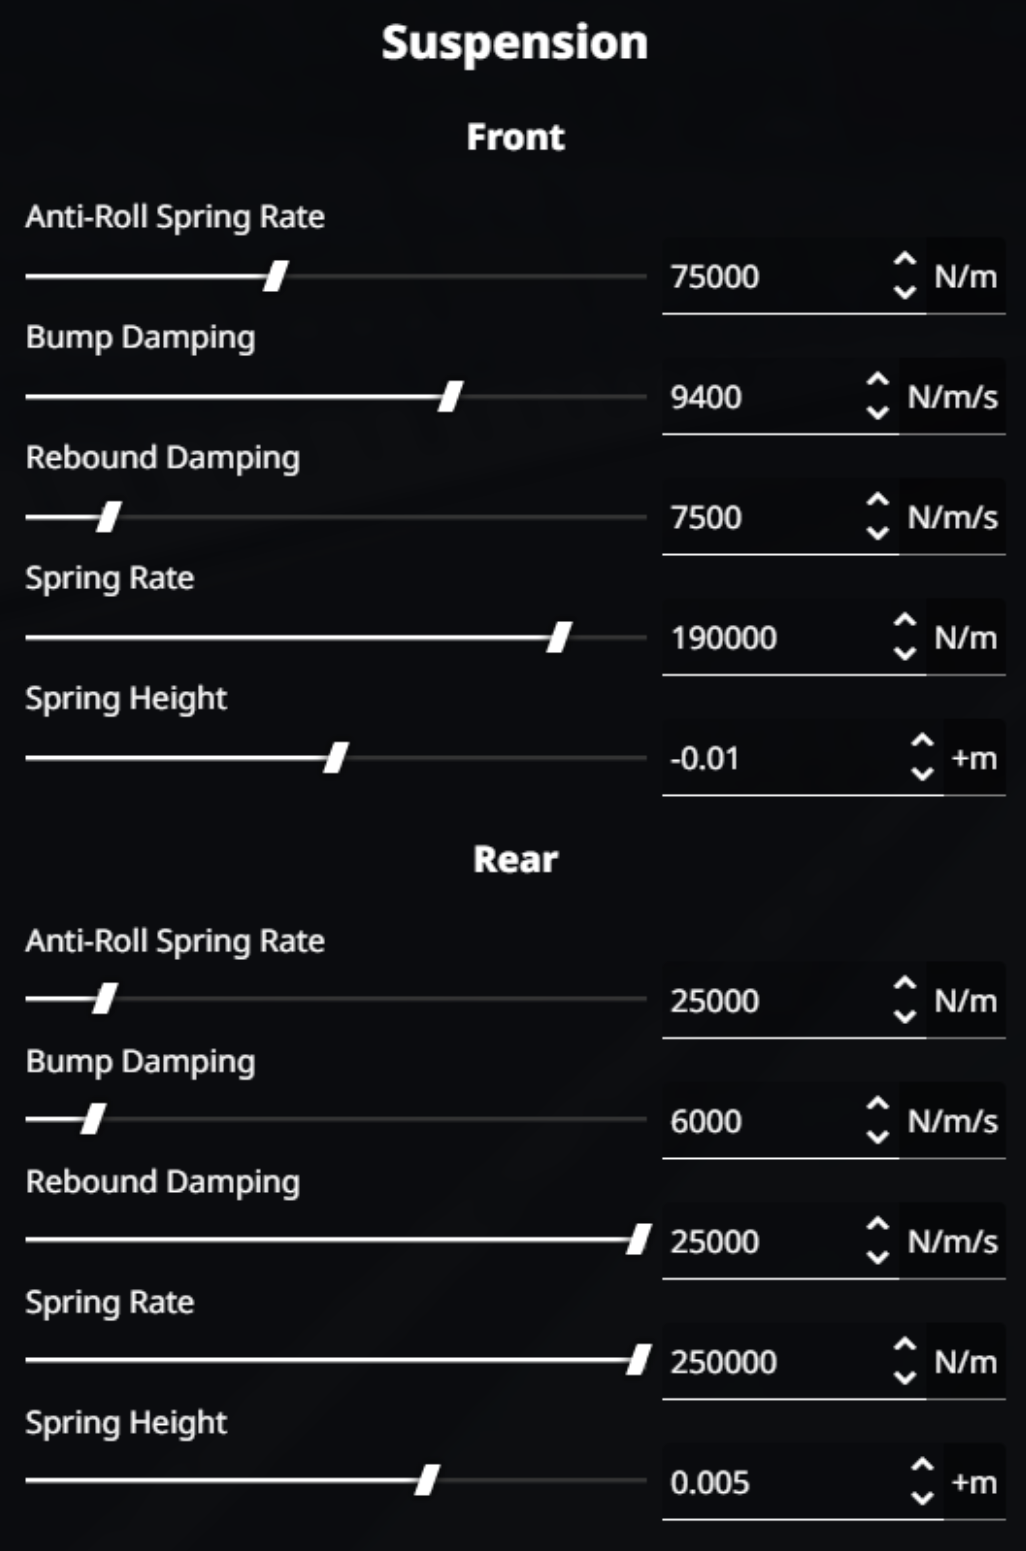 Suspension
Front
Anti-Roll Spring Rate
75000 N/m
Bump Damping
9400 N/m/s
Rebound Damping
7500 N/m/s
Spring Rate
190000 N/m
Spring Height
-0.01 +m
Rear
Anti-Roll Spring Rate
25000 N/m
Bump Damping
6000 N/m/s
Rebound Damping
25000 N/m/s
Spring Rate
250000 N/m
Spring Height
0.005 +m